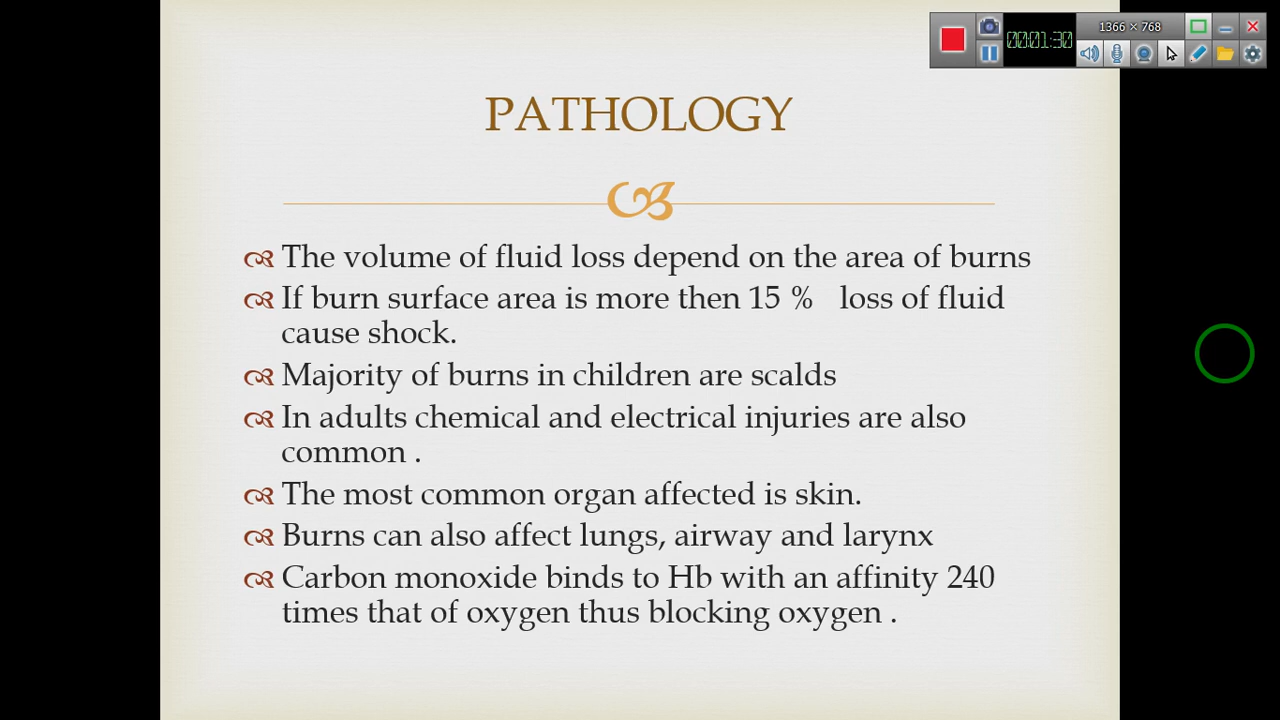 00:01:30
1366 × 768
PATHOLOGY
The volume of fluid loss depend on the area of burns
If burn surface area is more then 15 % loss of fluid
cause shock.
Majority of burns in children are scalds
In adults chemical and electrical injuries are also
common .
The most common organ affected is skin.
Burns can also affect lungs, airway and larynx
Carbon monoxide binds to Hb with an affinity 240
times that of oxygen thus blocking oxygen .